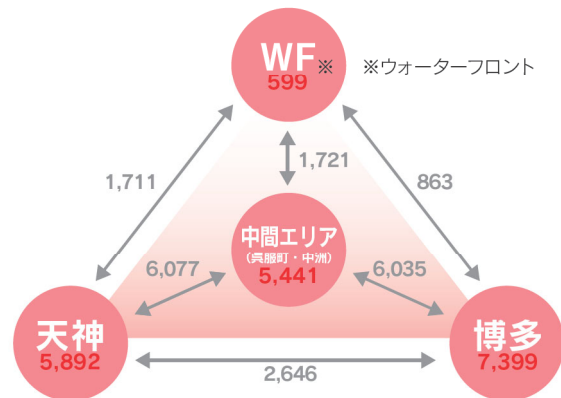 WF※
599
※ウォーターフロント
1,711
1,721
863
中間エリア
(呉服町・中洲)
5,441
6,077
6,035
天神
5,892
博多
7,399
2,646